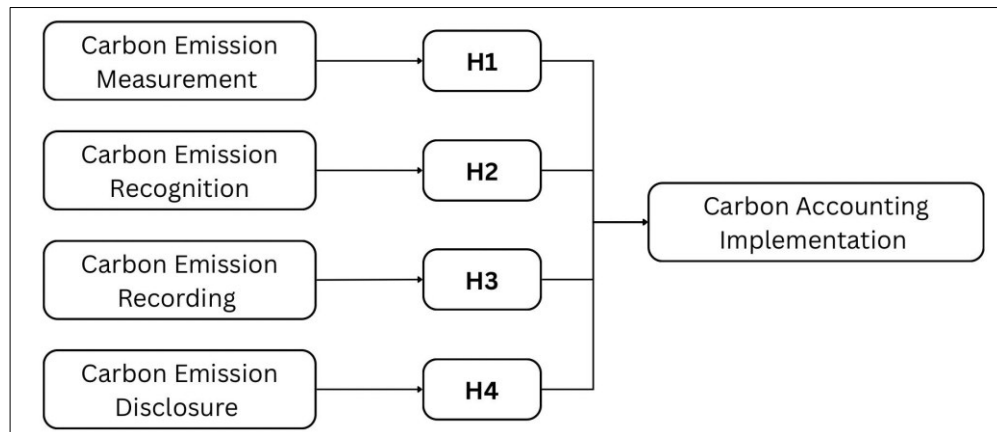 Carbon Emission
Measurement
H1
Carbon Emission
Recognition
H2
Carbon Emission
Recording
H3
Carbon Emission
Disclosure
H4
Carbon Accounting
Implementation